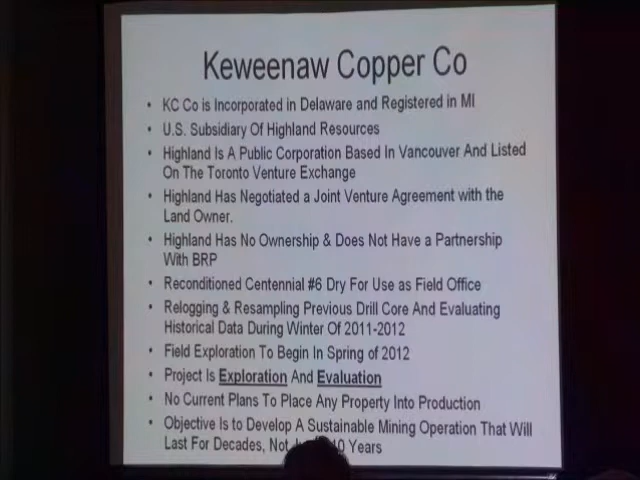 Keweenaw Copper Co
• KC Co is Incorporated in Delaware and Registered in MI
• U.S. Subsidiary Of Highland Resources
• Highland Is A Public Corporation Based In Vancouver And Listed
On The Toronto Venture Exchange
• Highland Has Negotiated a Joint Venture Agreement with the
Land Owner.
• Highland Has No Ownership & Does Not Have a Partnership
With BRP
• Reconditioned Centennial #6 Dry For Use as Field Office
• Relogging & Resampling Previous Drill Core And Evaluating
Historical Data During Winter Of 2011-2012
• Field Exploration To Begin In Spring of 2012
• Project Is Exploration And Evaluation
• No Current Plans To Place Any Property Into Production
• Objective Is to Develop A Sustainable Mining Operation That Will
Last For Decades, Not 10 Years